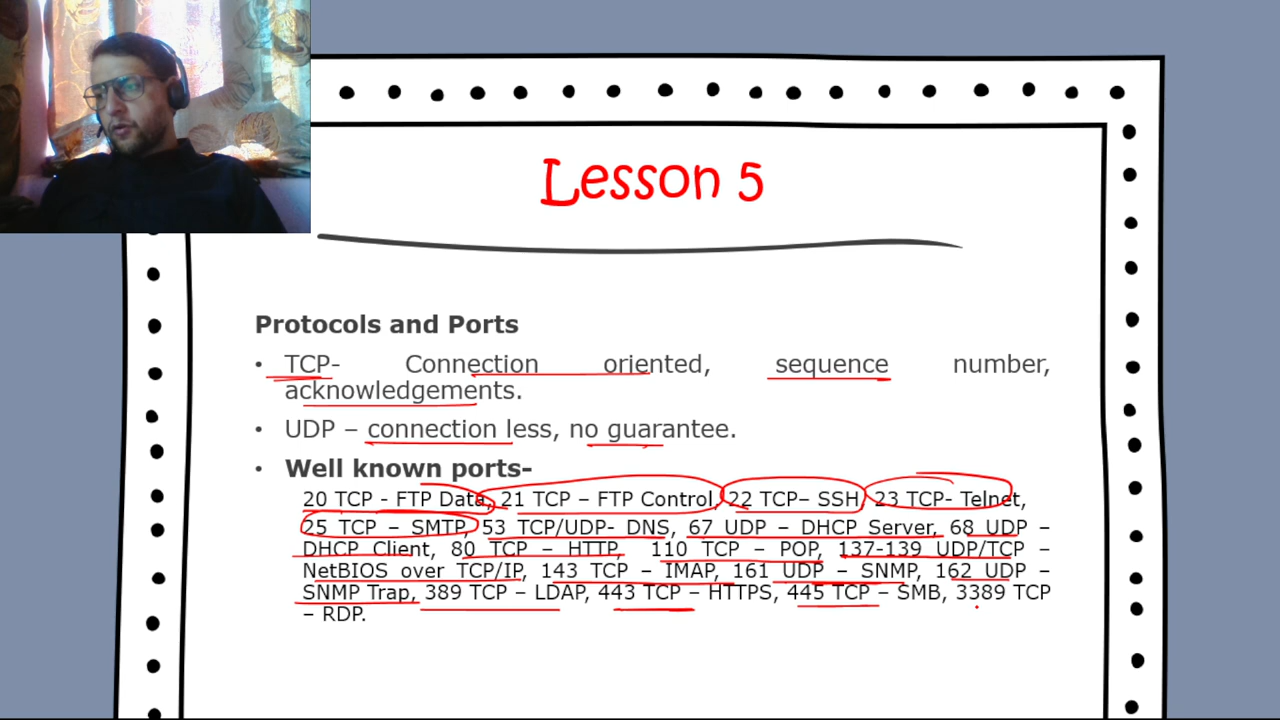 Lesson 5
Protocols and Ports
• TCP- Connection oriented, sequence number,
acknowledgements.
• UDP – connection less, no guarantee.
• Well known ports-
20 TCP - FTP Data, 21 TCP – FTP Control, 22 TCP– SSH, 23 TCP- Telnet,
25 TCP – SMTP, 53 TCP/UDP- DNS, 67 UDP – DHCP Server, 68 UDP –
DHCP Client, 80 TCP – HTTP, 110 TCP – POP, 137-139 UDP/TCP –
NetBIOS over TCP/IP, 143 TCP – IMAP, 161 UDP – SNMP, 162 UDP –
SNMP Trap, 389 TCP – LDAP, 443 TCP – HTTPS, 445 TCP – SMB, 3389 TCP
– RDP.